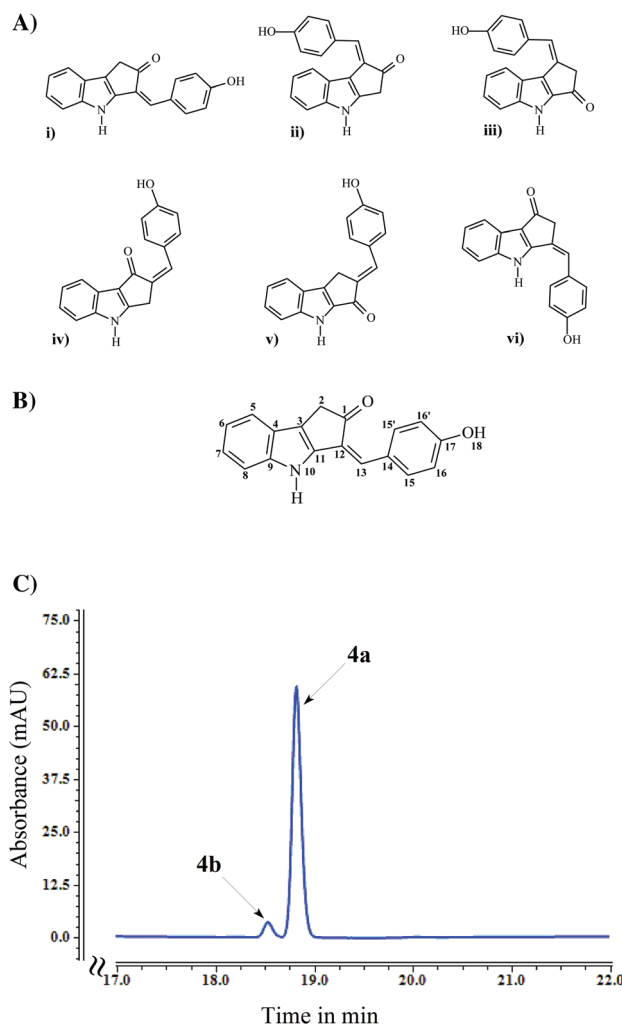 A)
O
OH
N
H
i)
HO
O
N
H
ii)
HO
O
N
H
iii)
HO
O
N
H
iv)
HO
O
N
H
v)
O
N
H
OH
vi)
B)
2
1
O
15'
16'
5
6
4
3
OH
17
18
7
9
11
12
14
8
N
10
13
15
16
H
C)
75.0
62.5
50.0
37.5
25.0
12.5
0.0
Absorbance (mAU)
4a
4b
17.0 18.0 19.0 20.0 21.0 22.0
Time in min